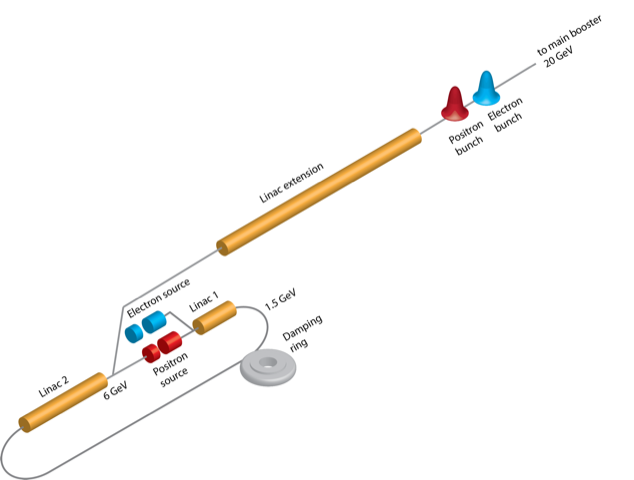 to main booster
20 GeV
Positron
bunch
Electron
bunch
Linac extension
Electron source
Linac 1
1.5 GeV
Damping
ring
Positron
source
6 GeV
Linac 2